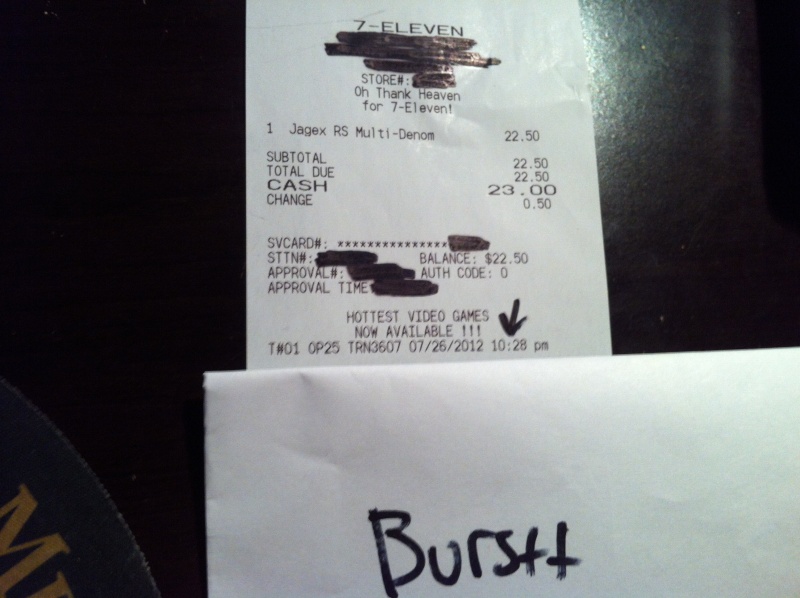 7-ELEVEN
STORE#:
Oh Thank Heaven
for 7-Eleven!
1 Jagex RS Multi-Denom 22.50
SUBTOTAL 22.50
TOTAL DUE 22.50
CASH 23.00
CHANGE 0.50
SVCARD#: ***************
STTN#: BALANCE: $22.50
APPROVAL#: AUTH CODE: 0
APPROVAL TIME
HOTTEST VIDEO GAMES
NOW AVAILABLE !!!
T#01 OP25 TRN3607 07/26/2012 10:28 pm
Burstt